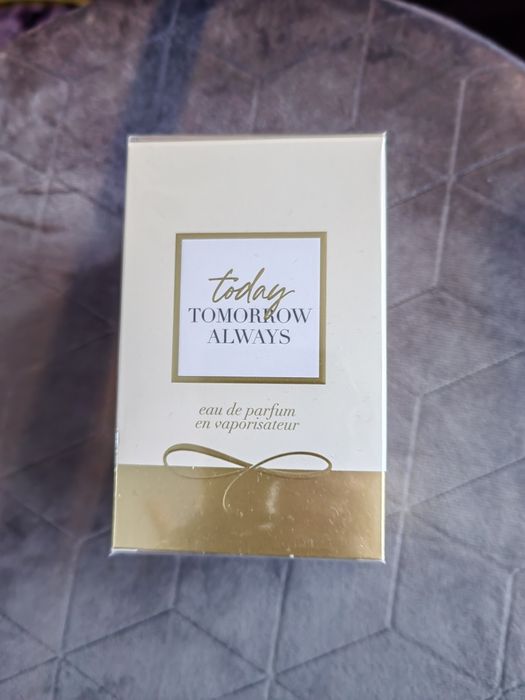 today
TOMORROW
ALWAYS
eau de parfum
en vaporisateur